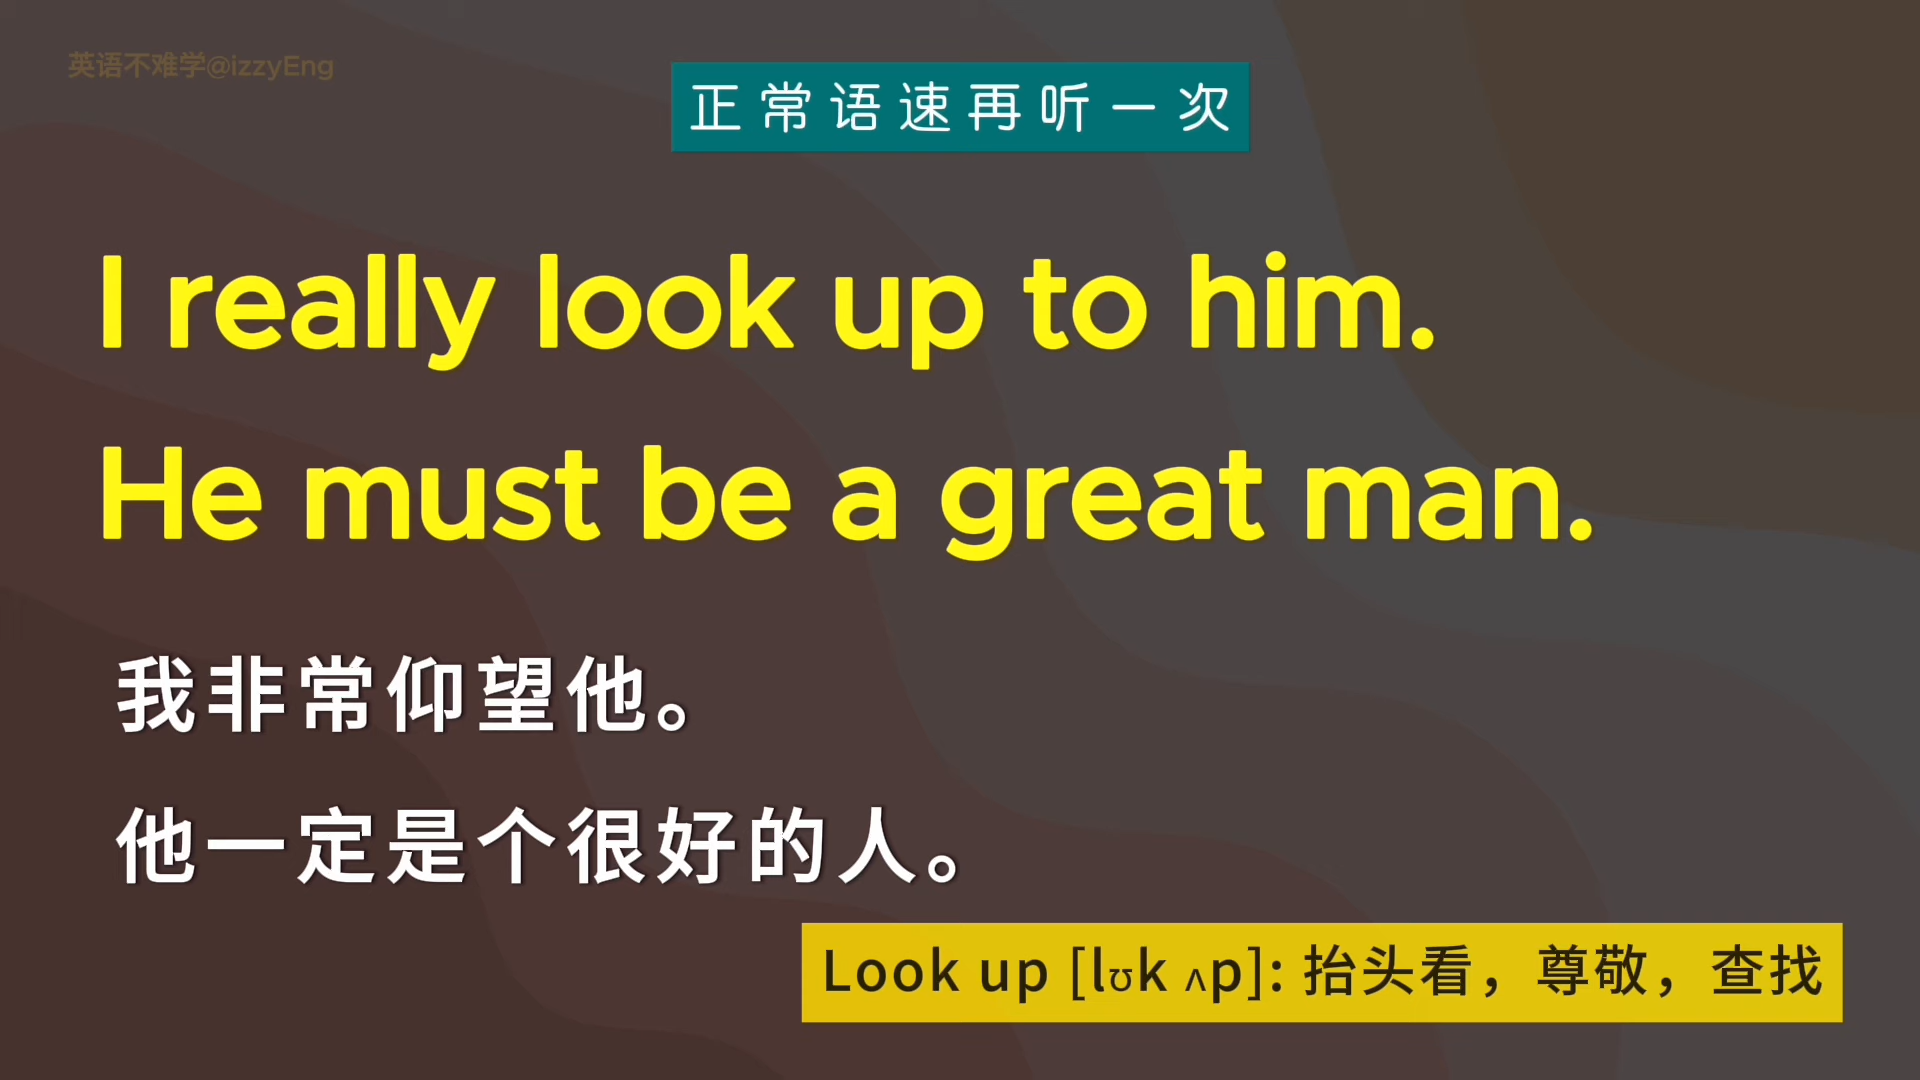 英语不难学@izzyEng
正常语速再听一次
I really look up to him.
He must be a great man.
我非常仰望他。
他一定是个很好的人。
Look up [lʊk ʌp]: 抬头看，尊敬，查找